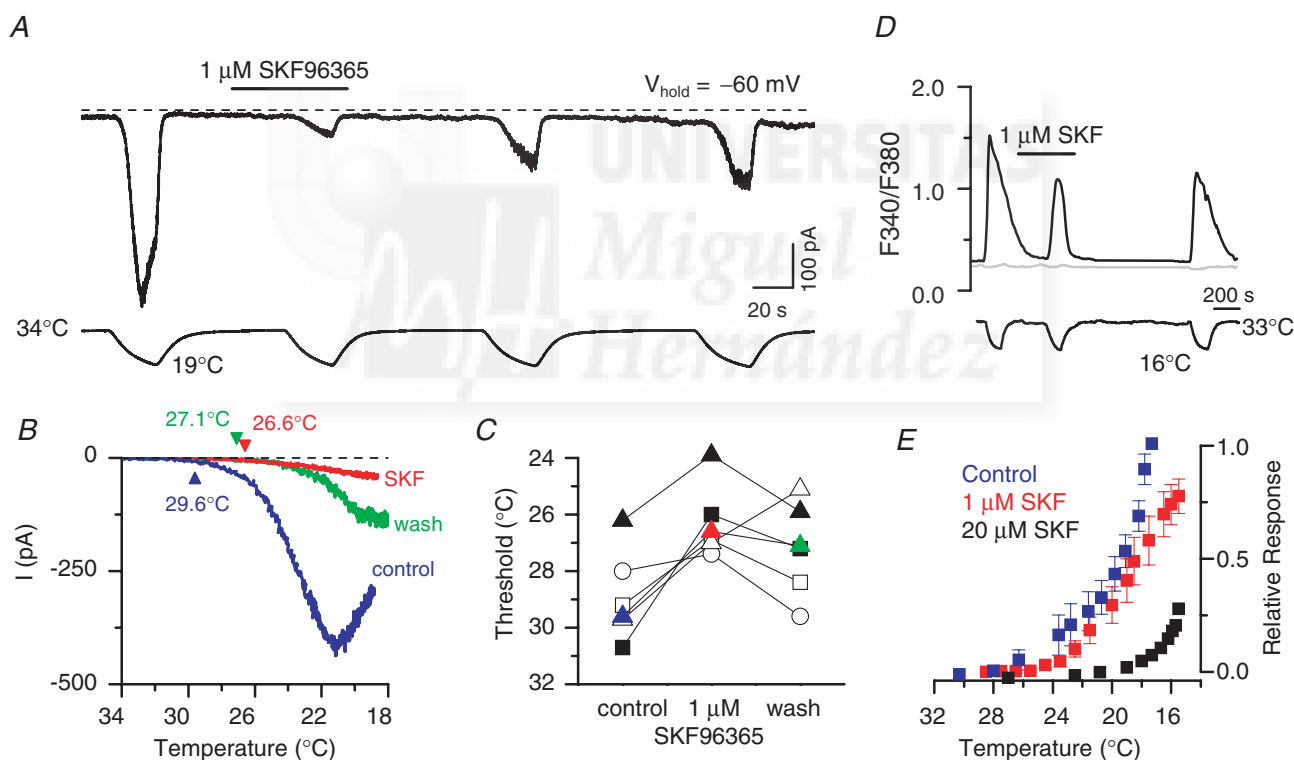 A
1 μM SKF96365
V_hold = −60 mV
100 pA
20 s
34°C
19°C
UNIVERSITAS
Miguel
Hernández
D
2.0
1.0
0.0
F340/F380
1 μM SKF
200 s
33°C
16°C
B
27.1°C
26.6°C
29.6°C
0
-250
-500
I (pA)
SKF
wash
control
34
30
26
22
18
Temperature (°C)
C
24
26
28
30
32
Threshold (°C)
control
1 μM
wash
SKF96365
E
Control
1 μM SKF
20 μM SKF
1.0
0.5
0.0
Relative Response
32
28
24
20
16
Temperature (°C)